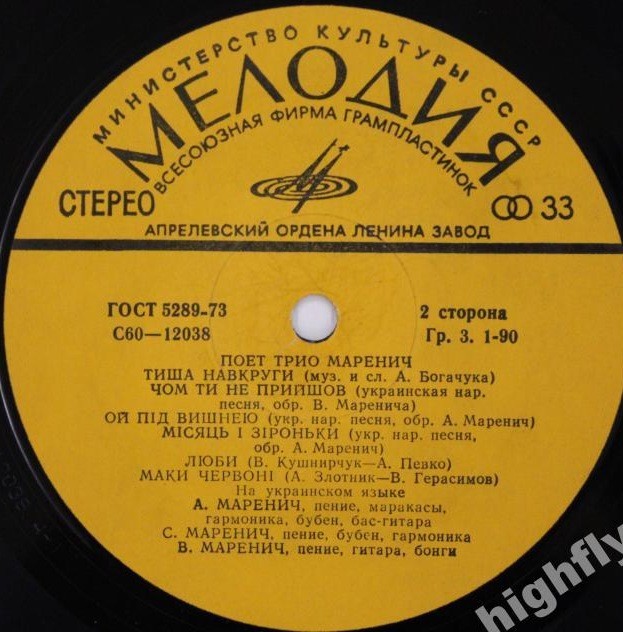 МИНИСТЕРСТВО КУЛЬТУРЫ СССР
МЕЛОДИЯ
ВСЕСОЮЗНАЯ ФИРМА ГРАМПЛАСТИНОК
СТЕРЕО
33
АПРЕЛЕВСКИЙ ОРДЕНА ЛЕНИНА ЗАВОД
ГОСТ 5289-73
2 сторона
С60—12038
Гр. 3. 1-90
ПОЕТ ТРИО МАРЕНИЧ
ТИША НАВКРУГИ (муз. и сл. А. Богачука)
ЧОМ ТИ НЕ ПРИЙШОВ (украинская нар.
песня, обр. В. Маренича)
ОЙ ПІД ВИШНЕЮ (укр. нар. песня, обр. А. Маренич)
МІСЯЦЬ І ЗІРОНЬКИ (укр. нар. песня,
обр. А. Маренич)
ЛЮБИ (В. Кушнирчук—А. Певко)
МАКИ ЧЕРВОНІ (А. Злотник—В. Герасимов)
На украинском языке
А. МАРЕНИЧ, пение, маракасы,
гармоника, бубен, бас-гитара
С. МАРЕНИЧ, пение, бубен, гармоника
В. МАРЕНИЧ, пение, гитара, бонги
highfly